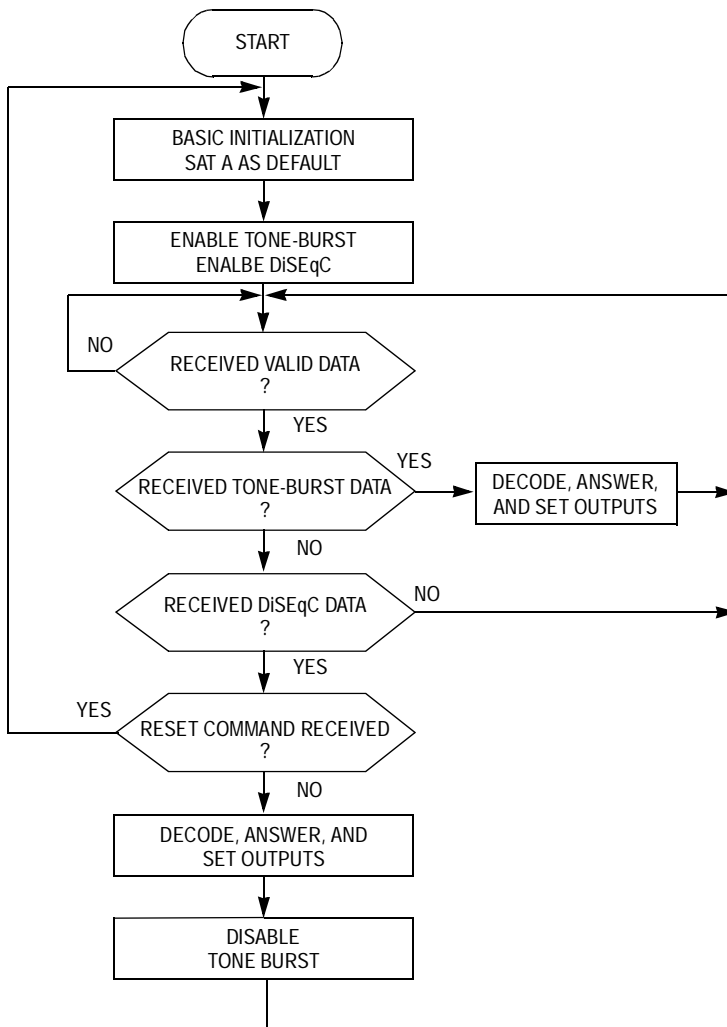 START
BASIC INITIALIZATION
SAT A AS DEFAULT
ENABLE TONE-BURST
ENALBE DiSEqC
NO
RECEIVED VALID DATA
?
YES
YES
RECEIVED TONE-BURST DATA
?
DECODE, ANSWER,
AND SET OUTPUTS
NO
NO
RECEIVED DiSEqC DATA
?
YES
YES
RESET COMMAND RECEIVED
?
NO
DECODE, ANSWER, AND
SET OUTPUTS
DISABLE
TONE BURST